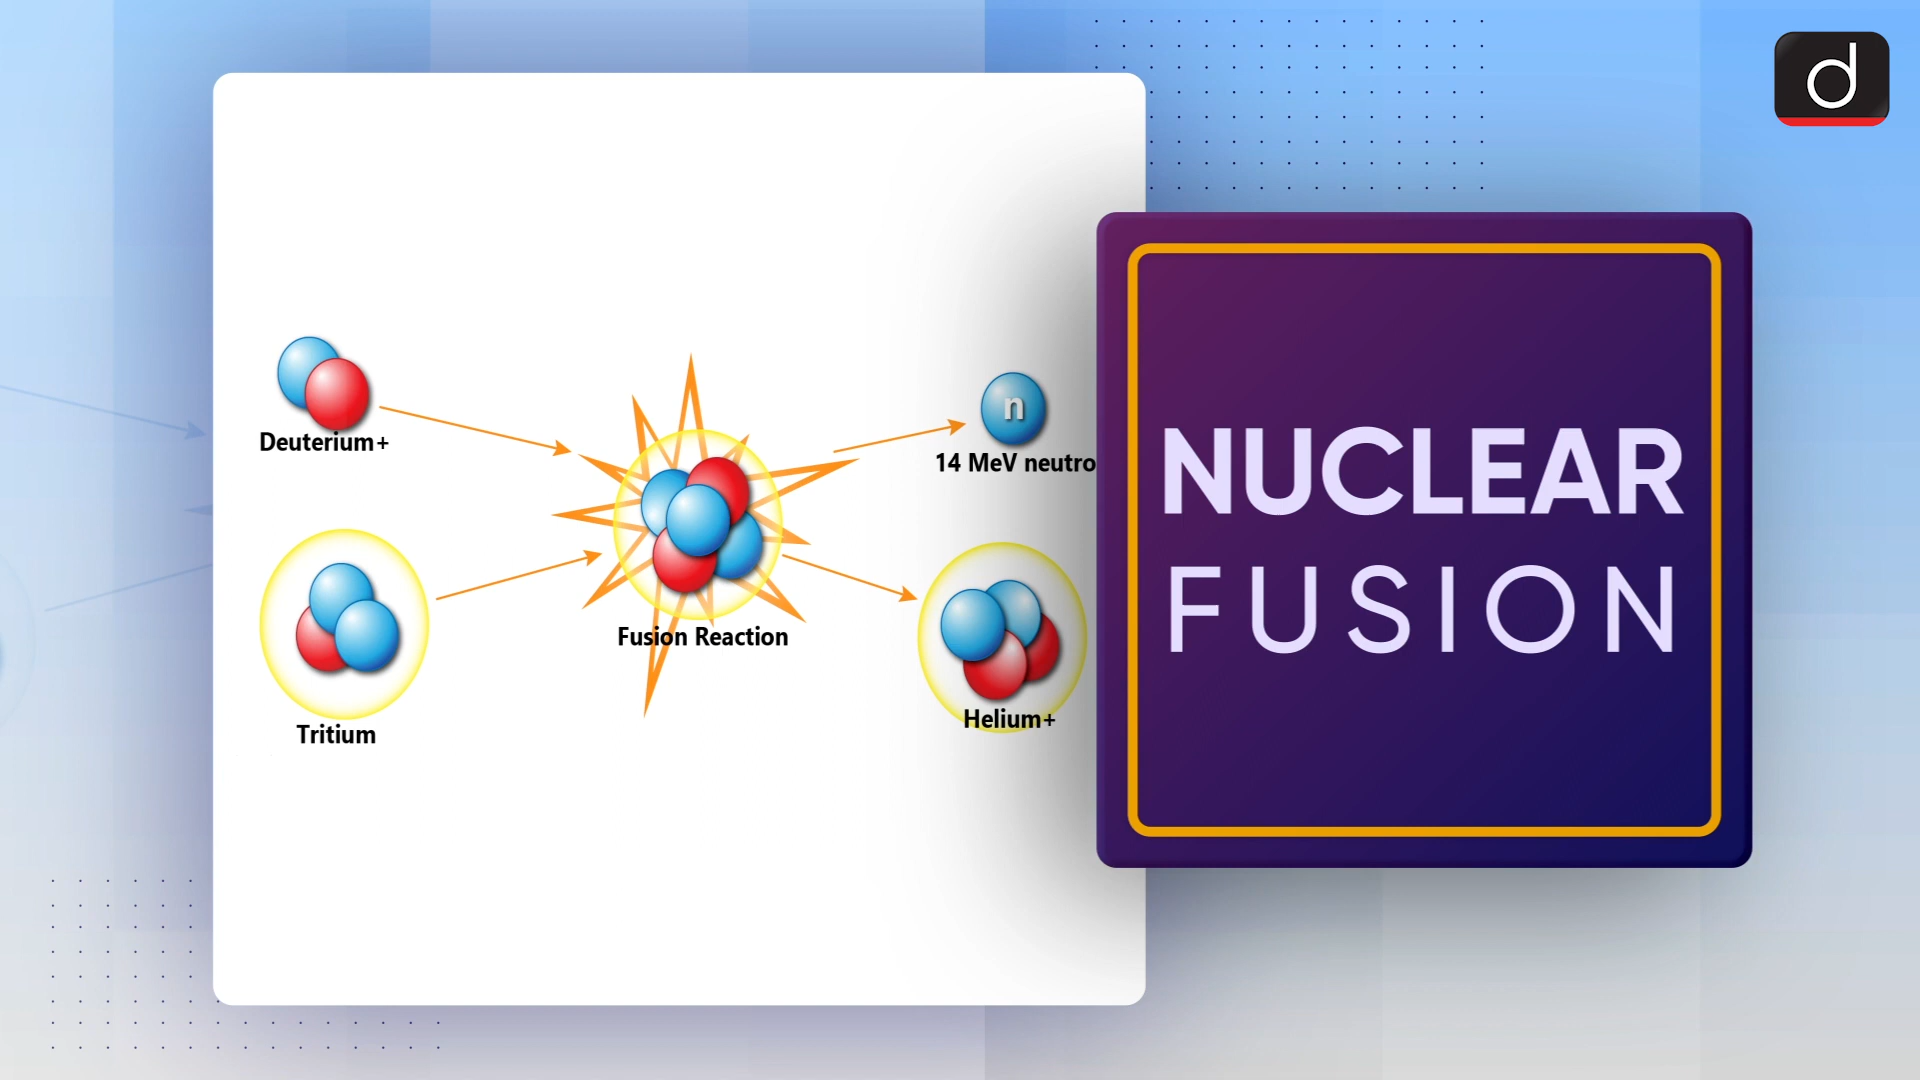 Deuterium+
Tritium
Fusion Reaction
n
14 MeV neutro
Helium+
NUCLEAR
FUSION
d